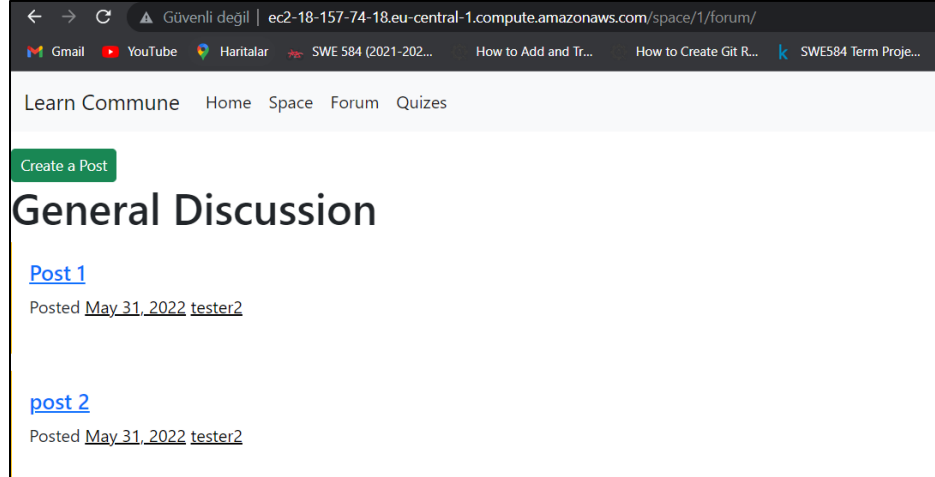 Güvenli değil | ec2-18-157-74-18.eu-central-1.compute.amazonaws.com/space/1/forum/
Gmail YouTube Haritalar SWE 584 (2021-202... How to Add and Tr... How to Create Git R... k SWE584 Term Proje...
Learn Commune Home Space Forum Quizes
Create a Post
General Discussion
Post 1
Posted May 31, 2022 tester2
post 2
Posted May 31, 2022 tester2